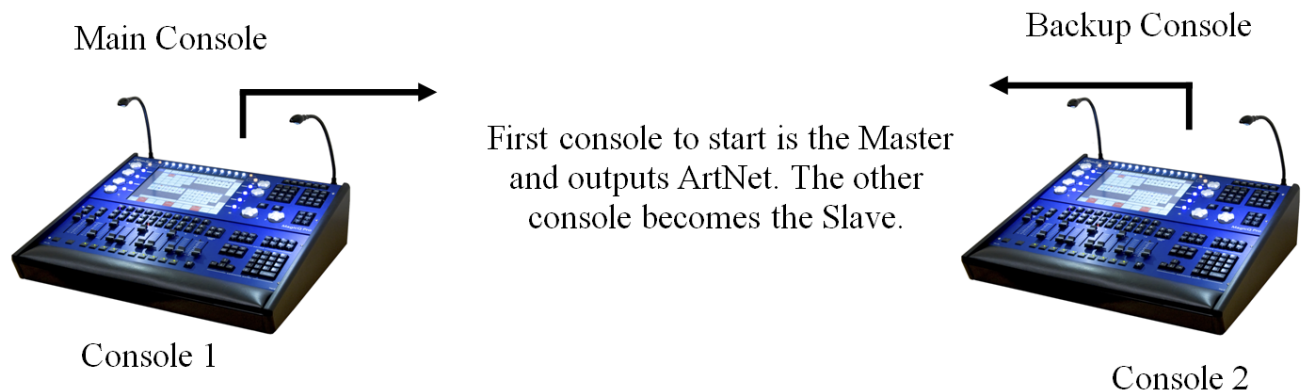 Main Console
Backup Console
First console to start is the Master
and outputs ArtNet. The other
console becomes the Slave.
Console 1
Console 2